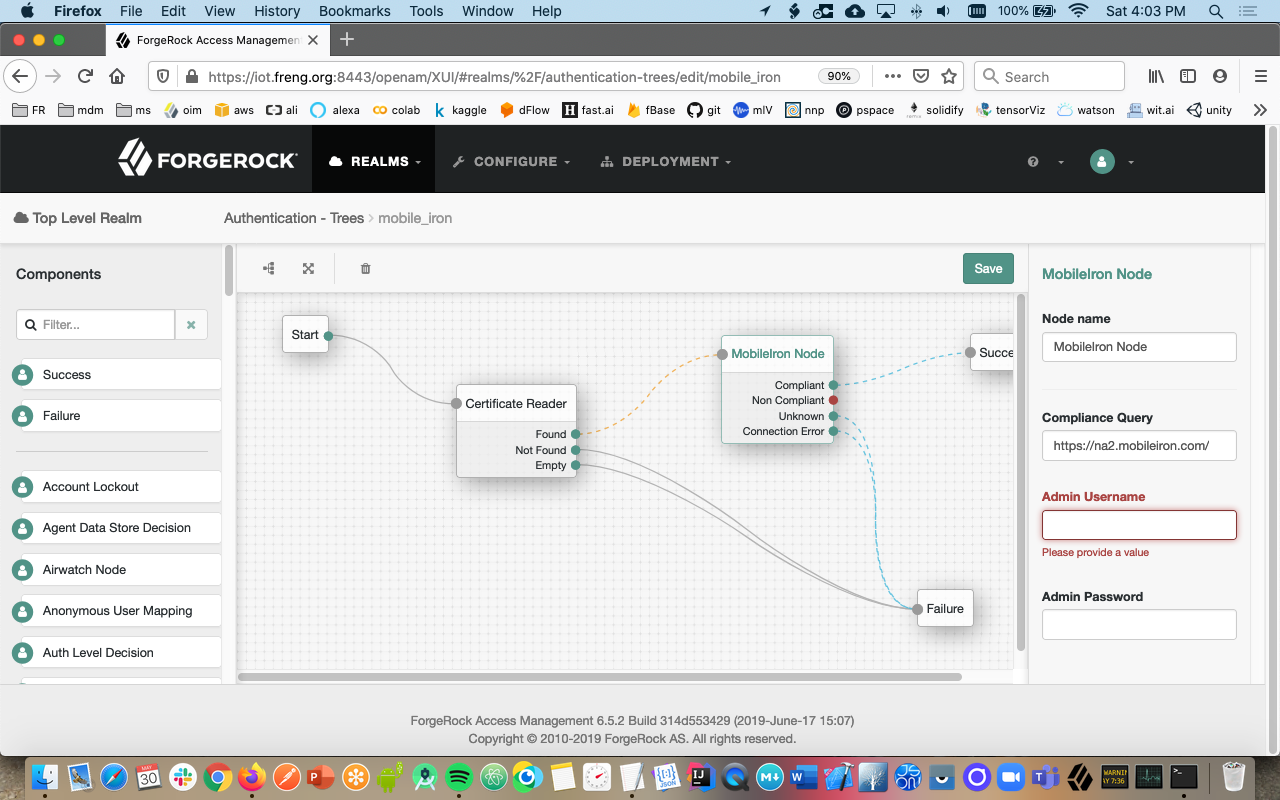 Firefox File Edit View History Bookmarks Tools Window Help 100% Sat 4:03 PM
ForgeRock Access Management
https://iot.freng.org:8443/openam/XUI/#realms/%2F/authentication-trees/edit/mobile_iron 90% Search
FR mdm ms oim aws ali alexa colab kaggle dFlow fast.ai fBase git mlV nnp pspace solidify tensorViz watson wit.ai unity
FORGEROCK REALMS CONFIGURE DEPLOYMENT
Top Level Realm Authentication - Trees mobile_iron
Components
Filter...
Success
Failure
Account Lockout
Agent Data Store Decision
Airwatch Node
Anonymous User Mapping
Auth Level Decision
Save
Start
Certificate Reader
Found
Not Found
Empty
MobileIron Node
Compliant
Non Compliant
Unknown
Connection Error
Succe
Failure
MobileIron Node
Node name
MobileIron Node
Compliance Query
https://na2.mobileiron.com/
Admin Username
Please provide a value
Admin Password
ForgeRock Access Management 6.5.2 Build 314d553429 (2019-June-17 15:07)
Copyright © 2010-2019 ForgeRock AS. All rights reserved.
MAY
30
JSON